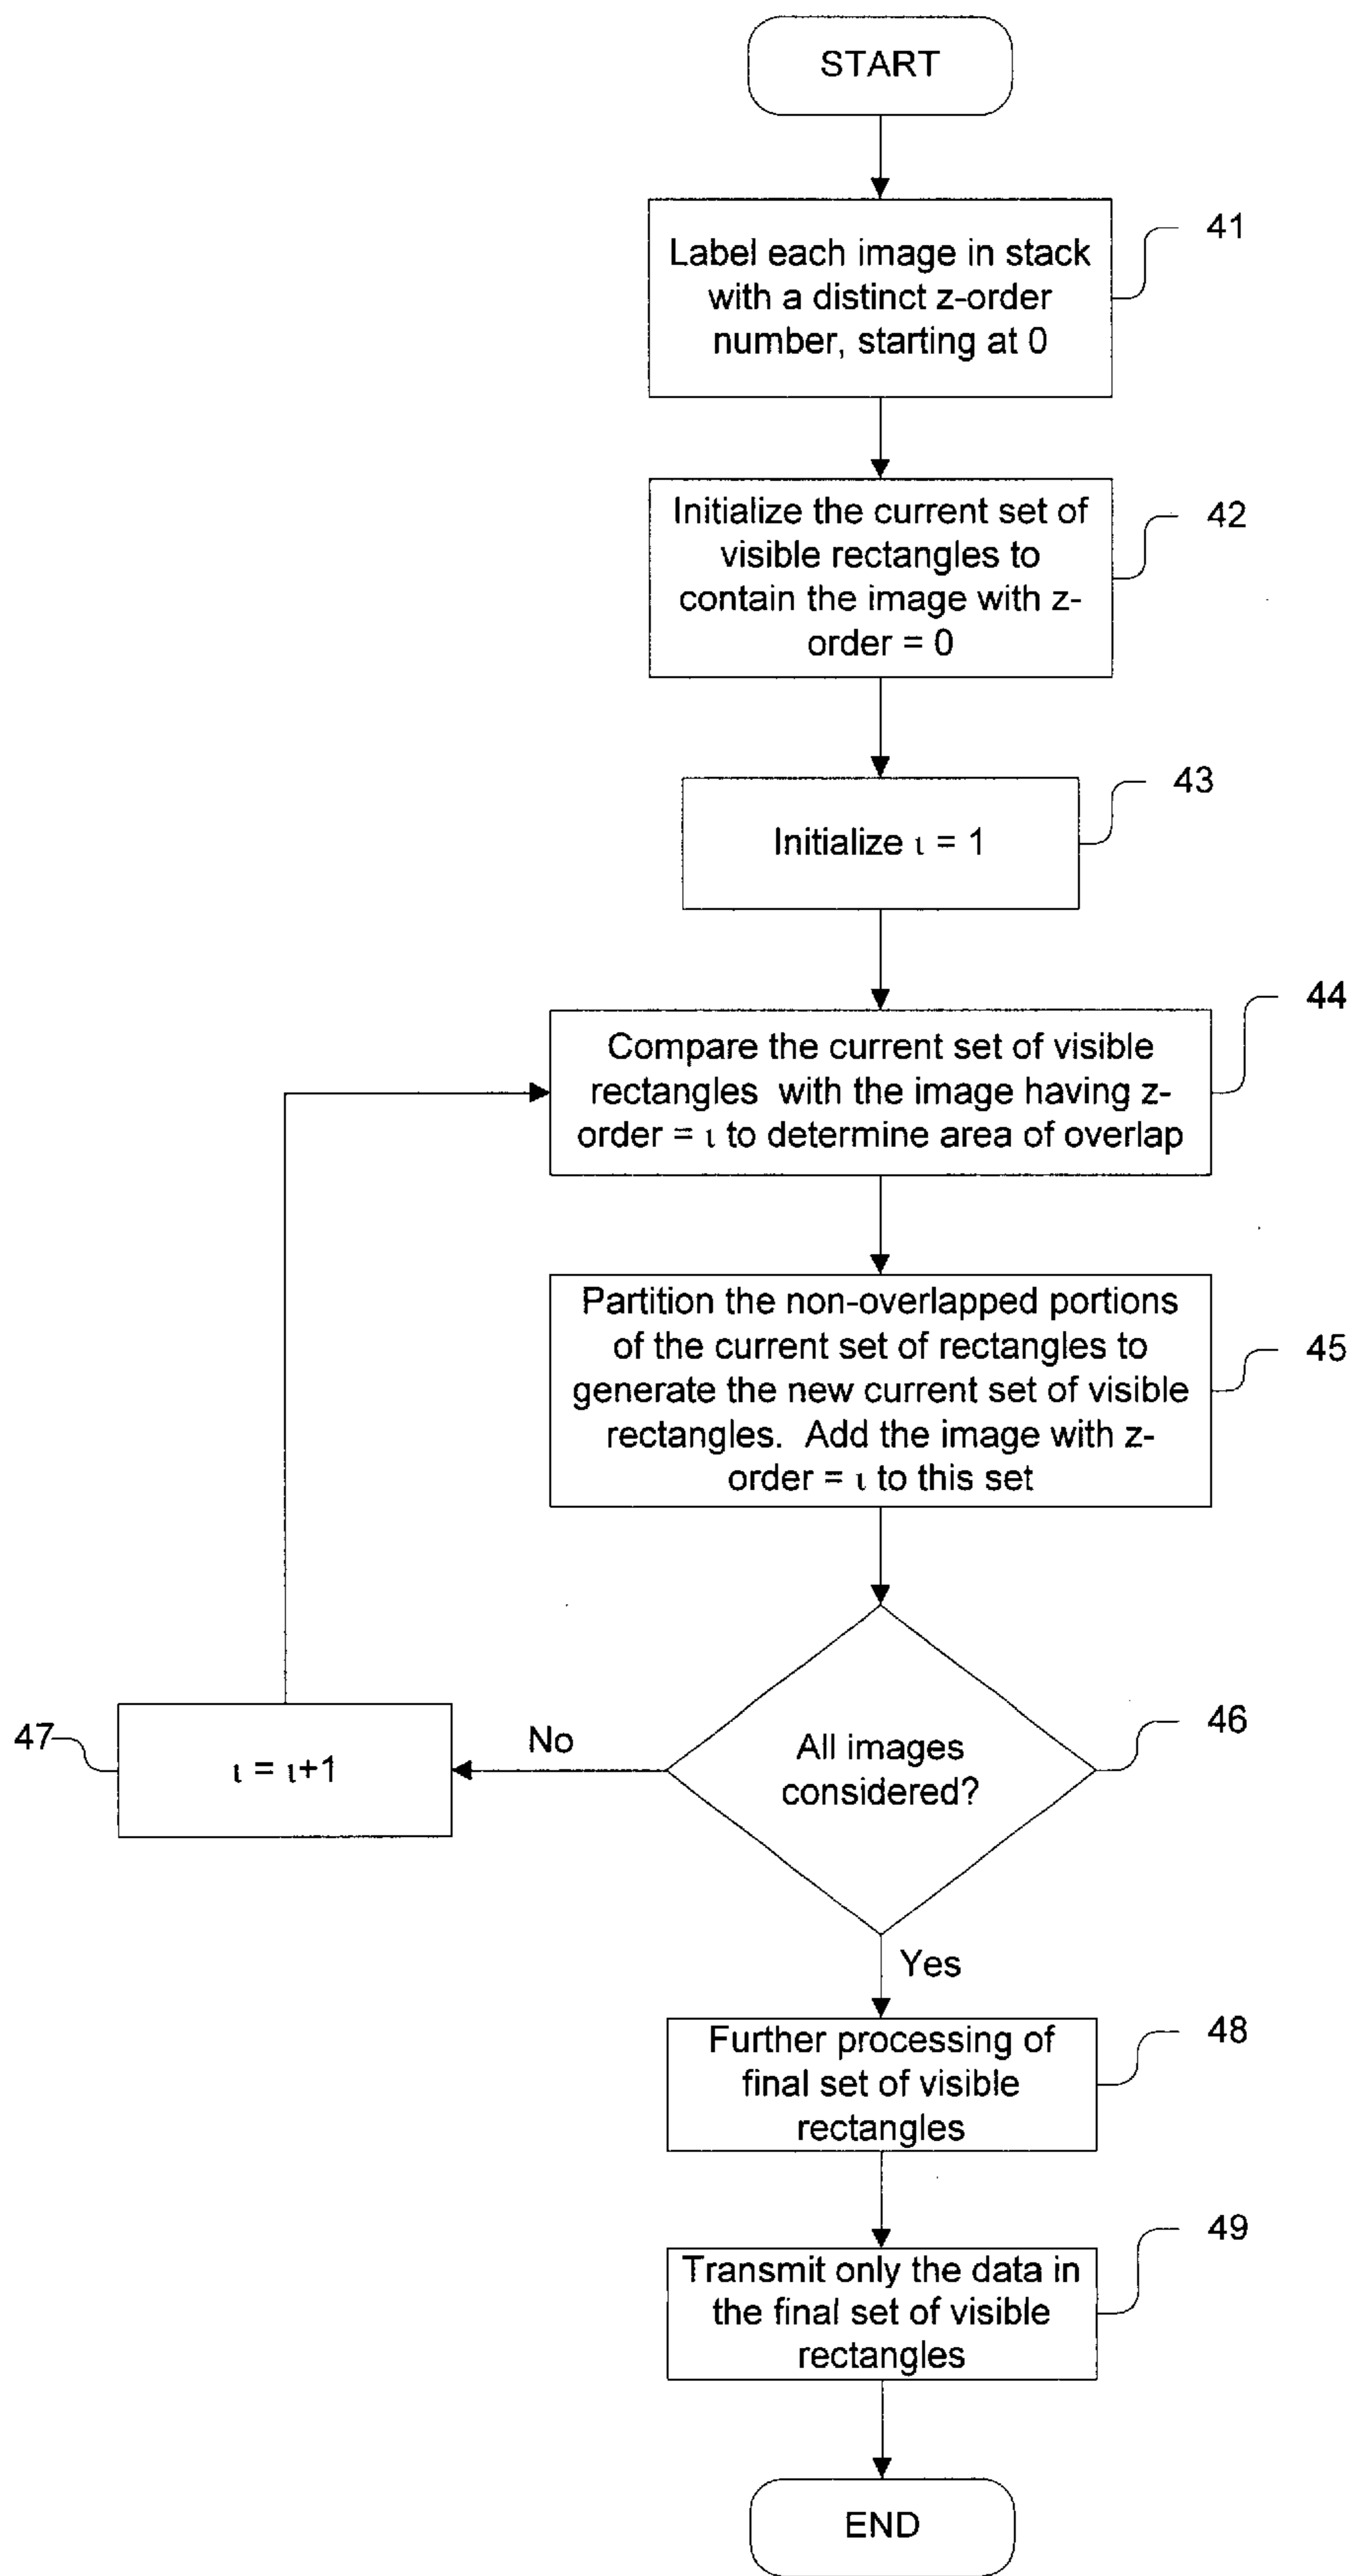 START
Label each image in stack
with a distinct z-order
number, starting at 0
41
Initialize the current set of
visible rectangles to
contain the image with z-
order = 0
42
Initialize ι = 1
43
Compare the current set of visible
rectangles with the image having z-
order = ι to determine area of overlap
44
Partition the non-overlapped portions
of the current set of rectangles to
generate the new current set of visible
rectangles. Add the image with z-
order = ι to this set
45
All images
considered?
46
No
47
ι = ι+1
Yes
Further processing of
final set of visible
rectangles
48
Transmit only the data in
the final set of visible
rectangles
49
END